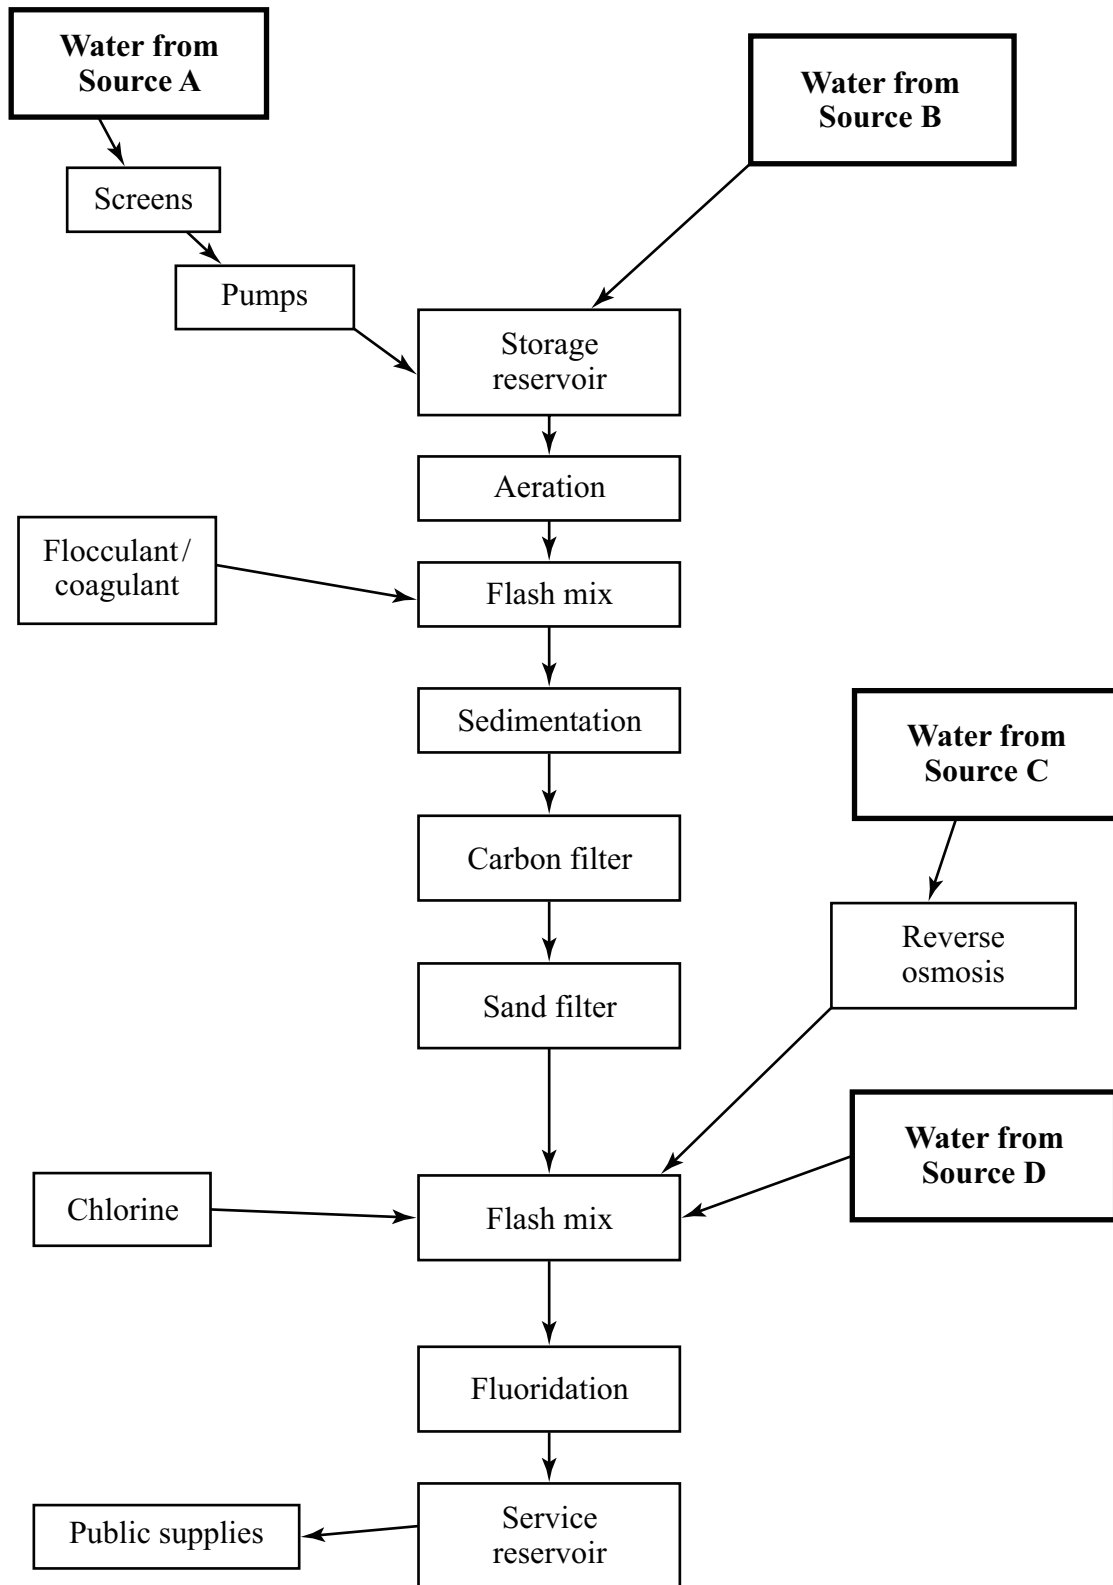 Water from
Source A
Water from
Source B
Screens
Pumps
Storage
reservoir
Aeration
Flocculant/
coagulant
Flash mix
Sedimentation
Water from
Source C
Carbon filter
Reverse
osmosis
Sand filter
Water from
Source D
Chlorine
Flash mix
Fluoridation
Service
reservoir
Public supplies